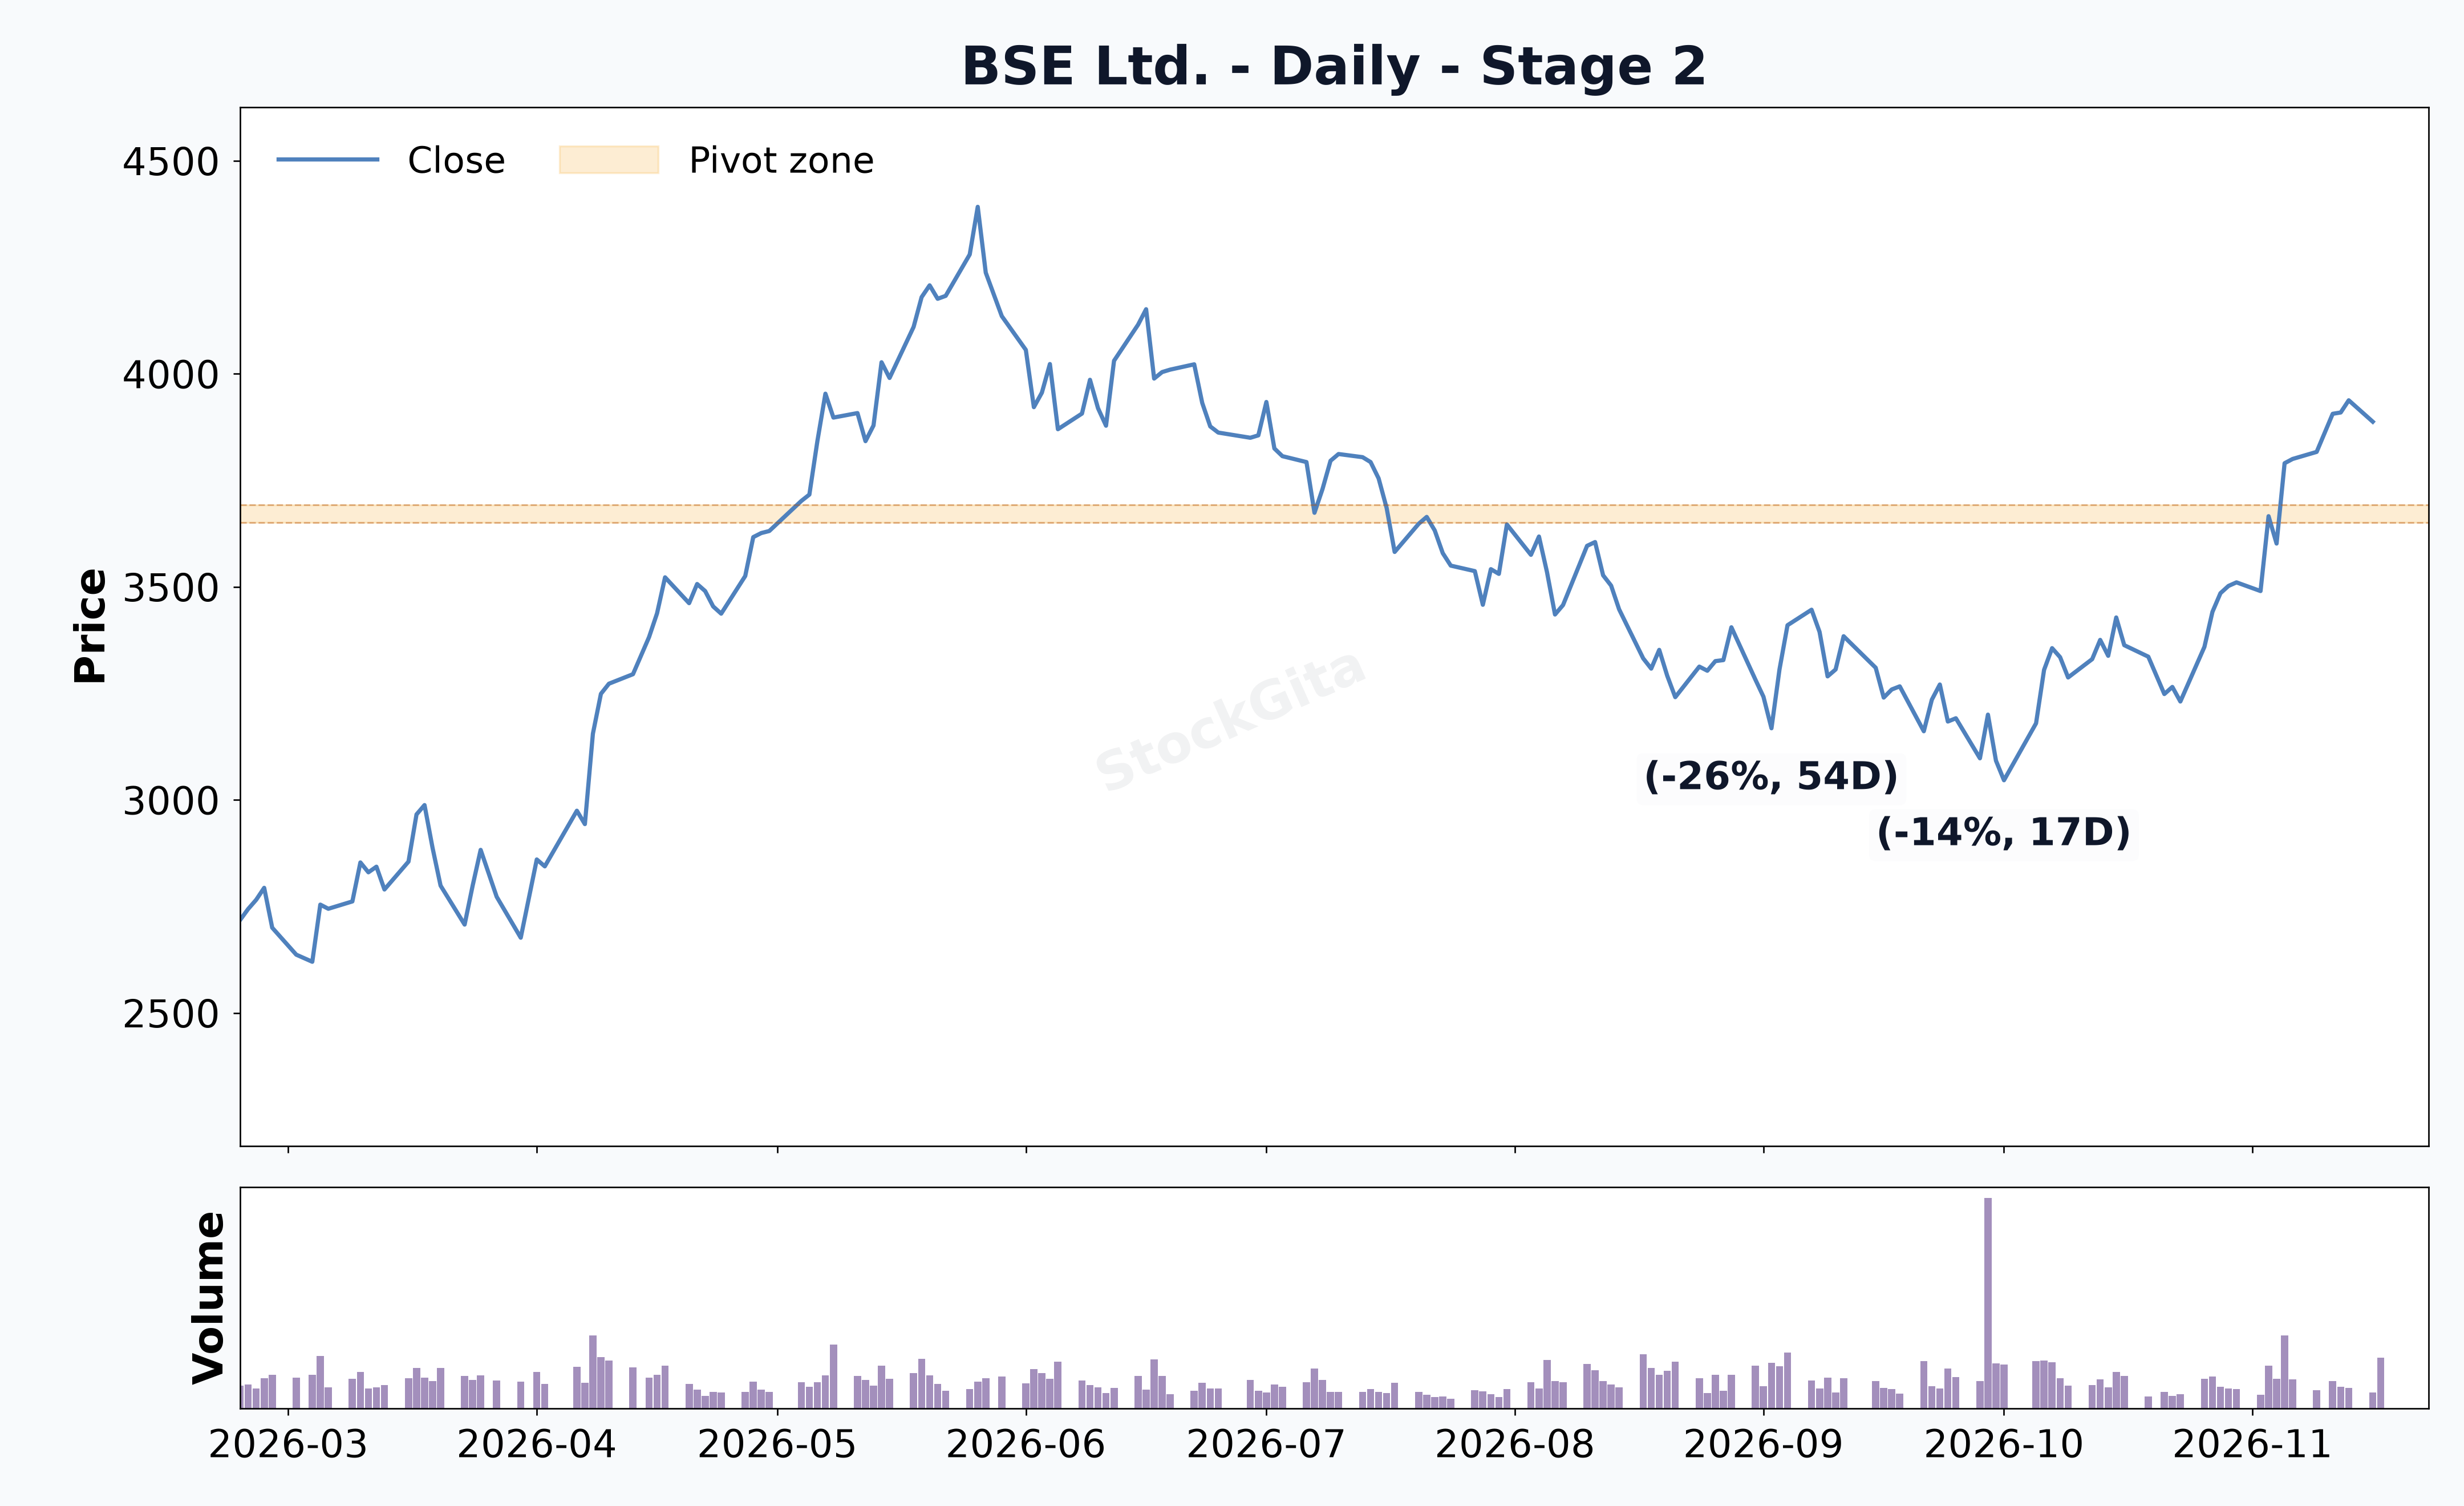 BSE Ltd. - Daily - Stage 2
Close
Pivot zone
4500
4000
3500
3000
2500
Price
StockGita
(-26%, 54D)
(-14%, 17D)
Volume
2026-03
2026-04
2026-05
2026-06
2026-07
2026-08
2026-09
2026-10
2026-11